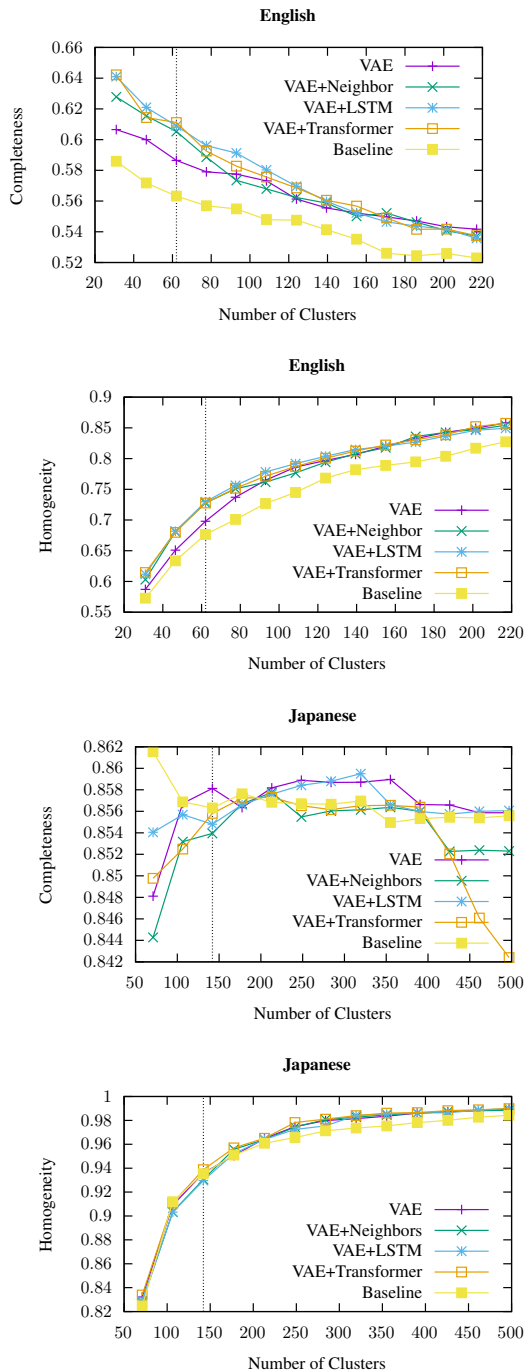 English
Completeness
0.66
0.64
0.62
0.6
0.58
0.56
0.54
0.52
VAE
VAE+Neighbor
VAE+LSTM
VAE+Transformer
Baseline
20 40 60 80 100 120 140 160 180 200 220
Number of Clusters
English
Homogeneity
0.9
0.85
0.8
0.75
0.7
0.65
0.6
0.55
VAE
VAE+Neighbor
VAE+LSTM
VAE+Transformer
Baseline
20 40 60 80 100 120 140 160 180 200 220
Number of Clusters
Japanese
Completeness
0.862
0.86
0.858
0.856
0.854
0.852
0.85
0.848
0.846
0.844
0.842
VAE
VAE+Neighbors
VAE+LSTM
VAE+Transformer
Baseline
50 100 150 200 250 300 350 400 450 500
Number of Clusters
Japanese
Homogeneity
1
0.98
0.96
0.94
0.92
0.9
0.88
0.86
0.84
0.82
VAE
VAE+Neighbors
VAE+LSTM
VAE+Transformer
Baseline
50 100 150 200 250 300 350 400 450 500
Number of Clusters